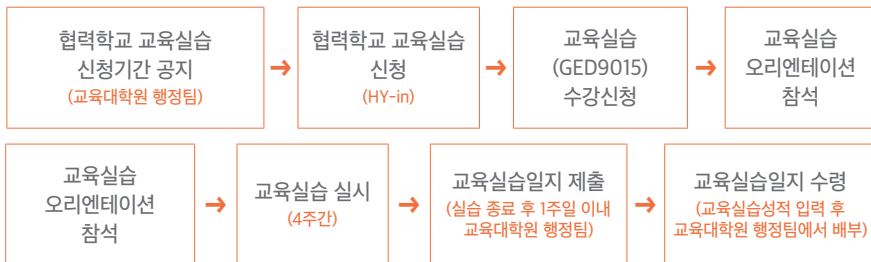 협력학교 교육실습
신청기간 공지
(교육대학원 행정팀)
협력학교 교육실습
신청
(HY-in)
교육실습
(GED9015)
수강신청
교육실습
오리엔테이션
참석
교육실습
오리엔테이션
참석
교육실습 실시
(4주간)
교육실습일지 제출
(실습 종료 후 1주일 이내
교육대학원 행정팀)
교육실습일지 수령
(교육실습성적 입력 후
교육대학원 행정팀에서 배부)